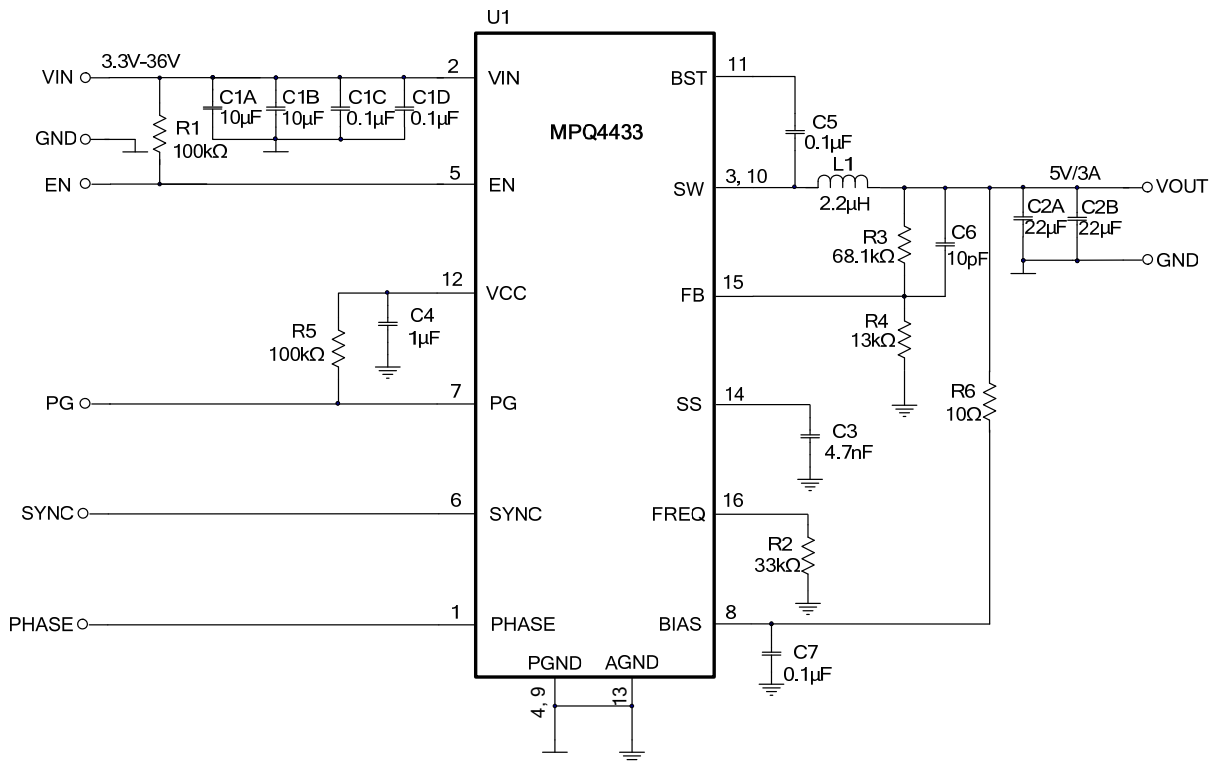 U1
MPQ4433
VIN
3.3V-36V
2
VIN
C1A
10µF
C1B
10µF
C1C
0.1µF
C1D
0.1µF
GND
R1
100kΩ
EN
5
EN
12
VCC
C4
1µF
R5
100kΩ
PG
7
PG
SYNC
6
SYNC
PHASE
1
PHASE
PGND
AGND
4, 9
13
BST
11
C5
0.1µF
SW
3, 10
L1
2.2µH
5V/3A
VOUT
C2A
22µF
C2B
22µF
GND
R3
68.1kΩ
C6
10pF
FB
15
R4
13kΩ
SS
14
C3
4.7nF
R6
10Ω
FREQ
16
R2
33kΩ
BIAS
8
C7
0.1µF